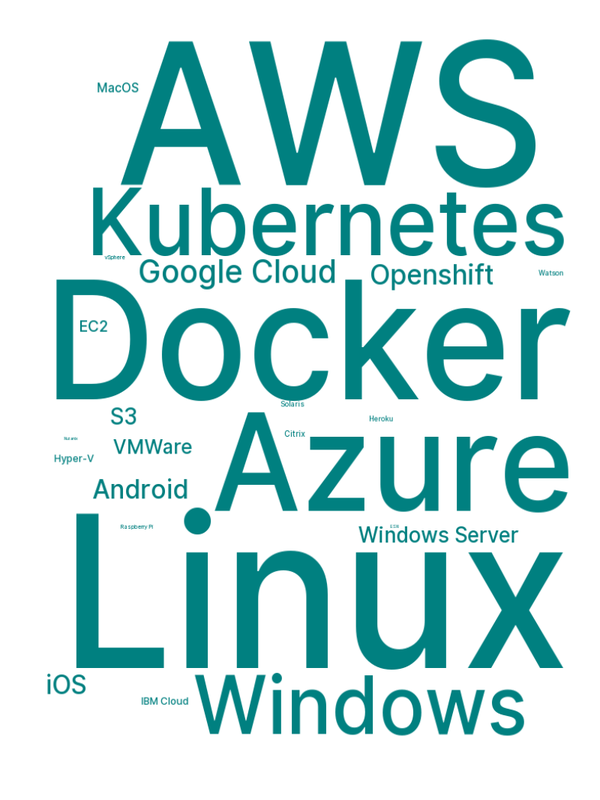 AWS
MacOS
Kubernetes
vSphere
Google Cloud
Openshift
Watson
Docker
EC2
Solaris
S3
Heroku
Azure
Citrix
VMWare
Hyper-V
Android
Linux
Raspberry Pi
Windows Server
iOS
Windows
IBM Cloud